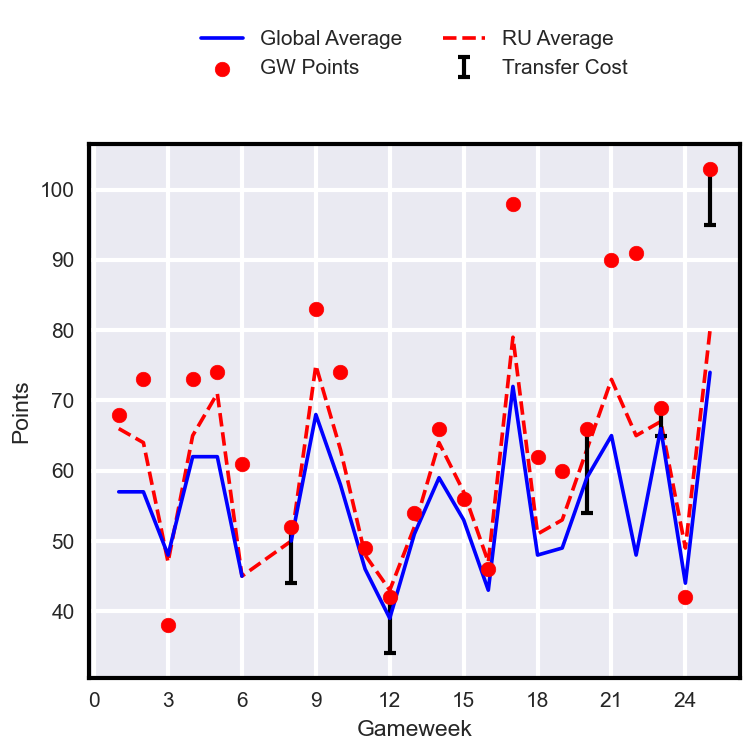 Global Average
RU Average
GW Points
Transfer Cost
100
90
80
70
60
50
40
Points
0 3 6 9 12 15 18 21 24
Gameweek